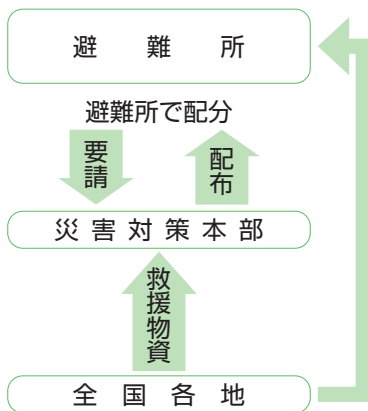 避難所
避難所で配分
要請
配布
災害対策本部
救援物資
全国各地